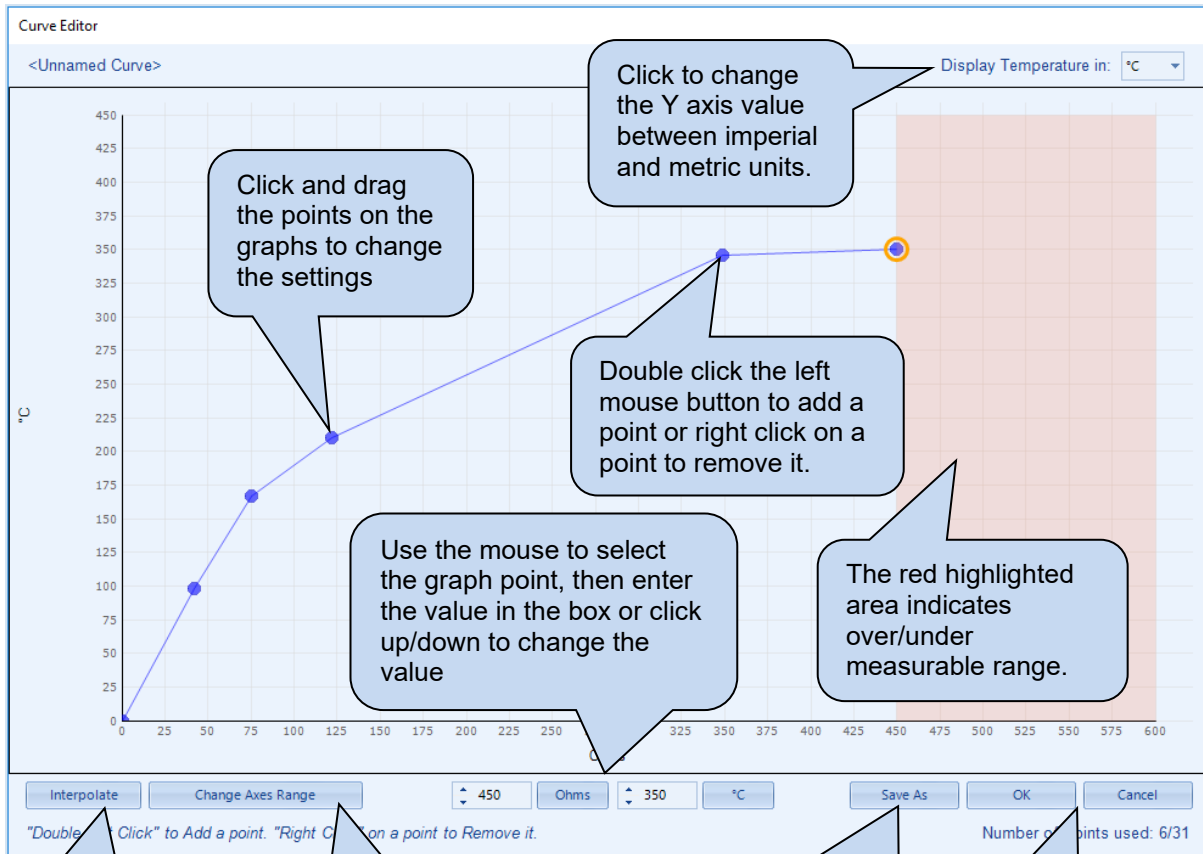 Curve Editor
<Unnamed Curve>
Display Temperature in: °C
Click to change
the Y axis value
between imperial
and metric units.
Click and drag
the points on the
graphs to change
the settings
Double click the left
mouse button to add a
point or right click on a
point to remove it.
Use the mouse to select
the graph point, then enter
the value in the box or click
up/down to change the
value
The red highlighted
area indicates
over/under
measurable range.
450
425
400
375
350
325
300
275
250
225
200
175
150
125
100
75
50
25
0
°C
0 25 50 75 100 125 150 175 200 225 250 325 350 375 400 425 450 475 500 525 550 575 600
Interpolate Change Axes Range 450 Ohms 350 °C Save As OK Cancel
"Double Click" to Add a point. "Right on a point to Remove it. Number used: 6/31